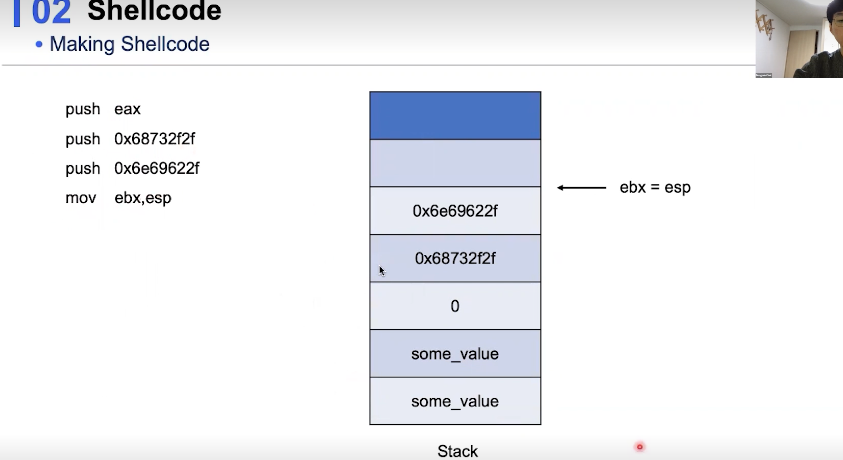 02 Shellcode
• Making Shellcode
push eax
push 0x68732f2f
push 0x6e69622f
mov ebx,esp
ebx = esp
0x6e69622f
0x68732f2f
0
some_value
some_value
Stack